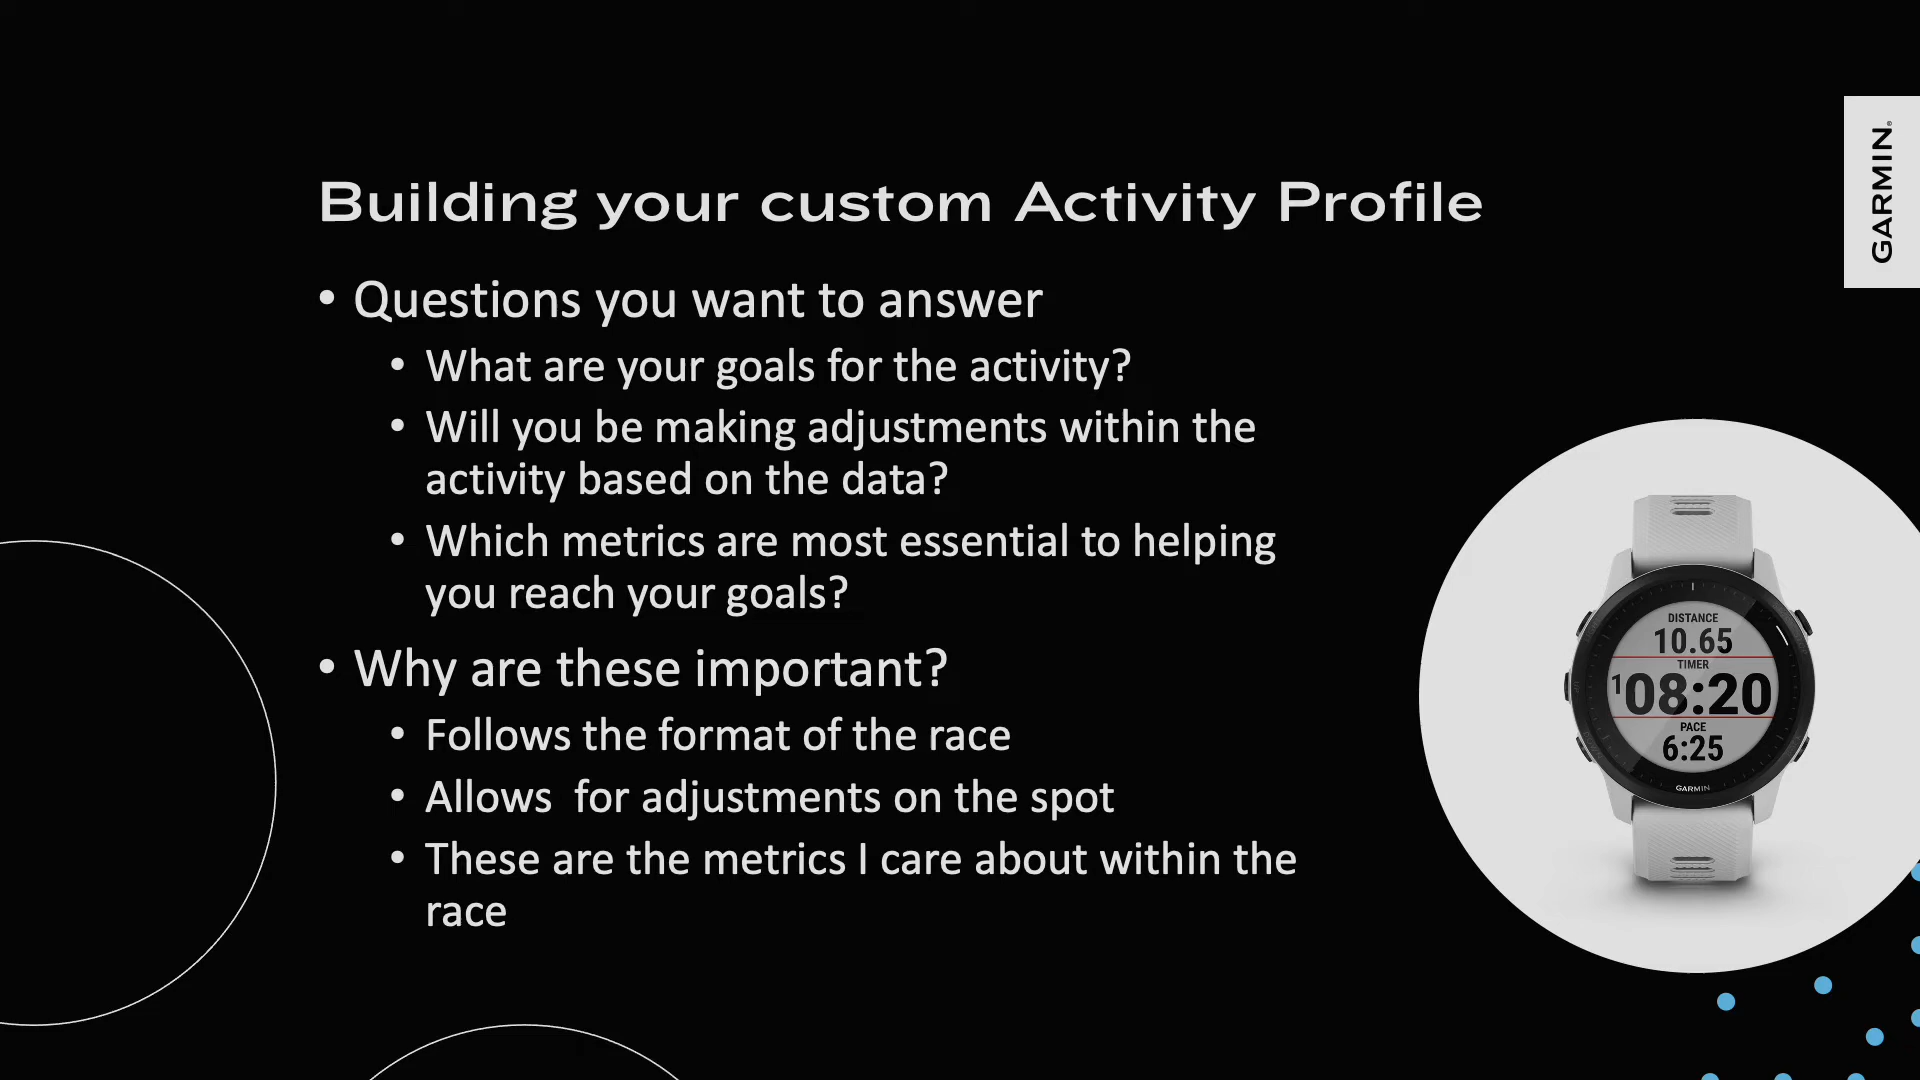 Building your custom Activity Profile
• Questions you want to answer
• What are your goals for the activity?
• Will you be making adjustments within the
activity based on the data?
• Which metrics are most essential to helping
you reach your goals?
• Why are these important?
• Follows the format of the race
• Allows  for adjustments on the spot
• These are the metrics I care about within the
race
GARMIN®
DISTANCE
10.65
TIMER
108:20
PACE
6:25
GARMIN